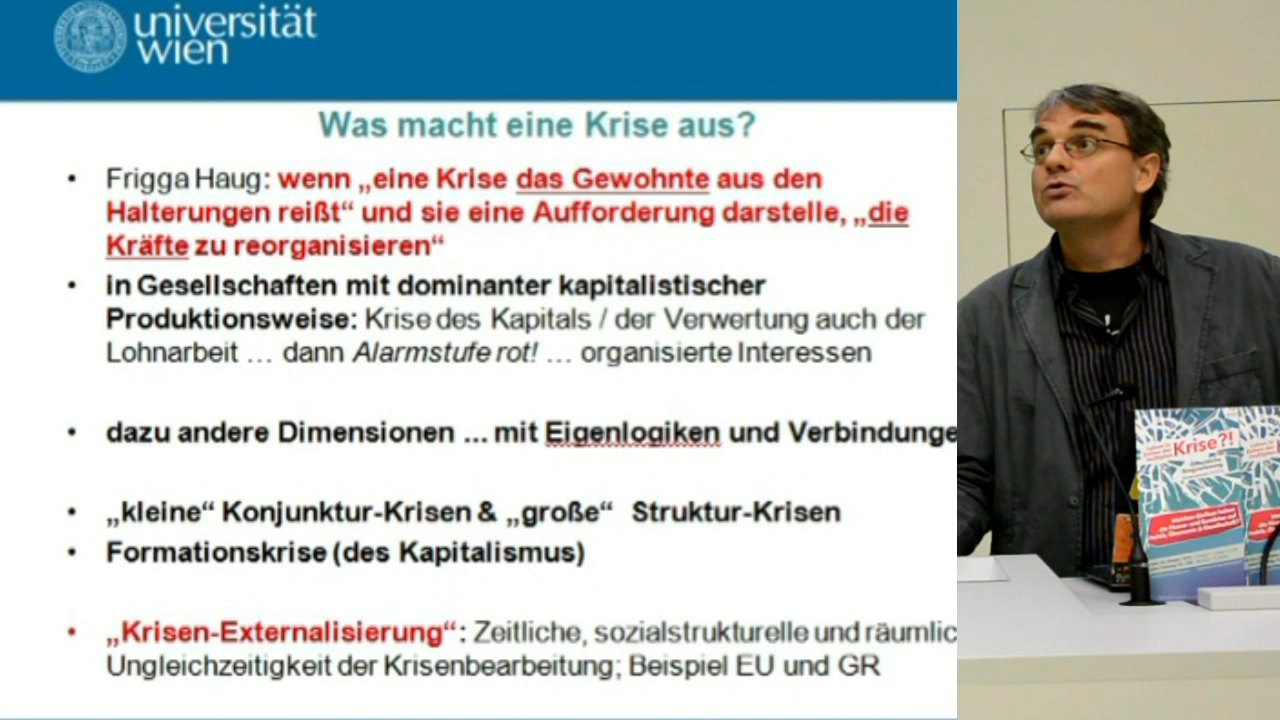 universität
wien
Was macht eine Krise aus?
• Frigga Haug: wenn „eine Krise das Gewohnte aus den
Halterungen reißt“ und sie eine Aufforderung darstelle, „die
Kräfte zu reorganisieren“
• in Gesellschaften mit dominanter kapitalistischer
Produktionsweise: Krise des Kapitals / der Verwertung auch der
Lohnarbeit … dann Alarmstufe rot! … organisierte Interessen
• dazu andere Dimensionen ... mit Eigenlogiken und Verbindunge
• „kleine“ Konjunktur-Krisen & „große“ Struktur-Krisen
• Formationskrise (des Kapitalismus)
• „Krisen-Externalisierung“: Zeitliche, sozialstrukturelle und räumlic
Ungleichzeitigkeit der Krisenbearbeitung; Beispiel EU und GR
Krise?!